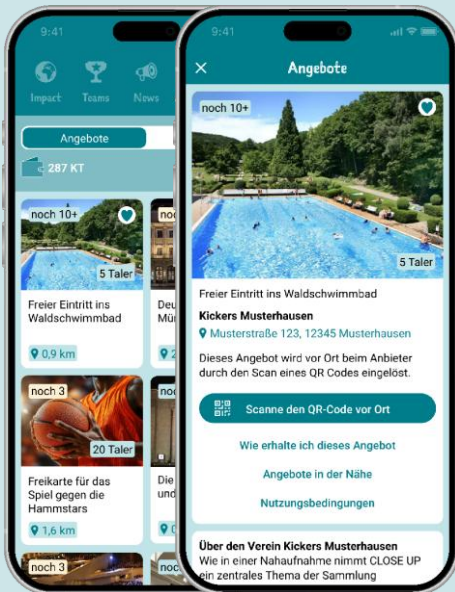 9:41
Impact Teams News
Angebote
287 KT
noch 10+
5 Taler
Freier Eintritt ins
Waldschwimmbad
0,9 km
noch 3
20 Taler
Freikarte für das
Spiel gegen die
Hammstars
1,6 km
noch 3
Die
9:41
Angebote
noch 10+
5 Taler
Freier Eintritt ins Waldschwimmbad
Kickers Musterhausen
Musterstraße 123, 12345 Musterhausen
Dieses Angebot wird vor Ort beim Anbieter
durch den Scan eines QR Codes eingelöst.
Scanne den QR-Code vor Ort
Wie erhalte ich dieses Angebot
Angebote in der Nähe
Nutzungsbedingungen
Über den Verein Kickers Musterhausen
Wie in einer Nahaufnahme nimmt CLOSE UP
ein zentrales Thema der Sammlung